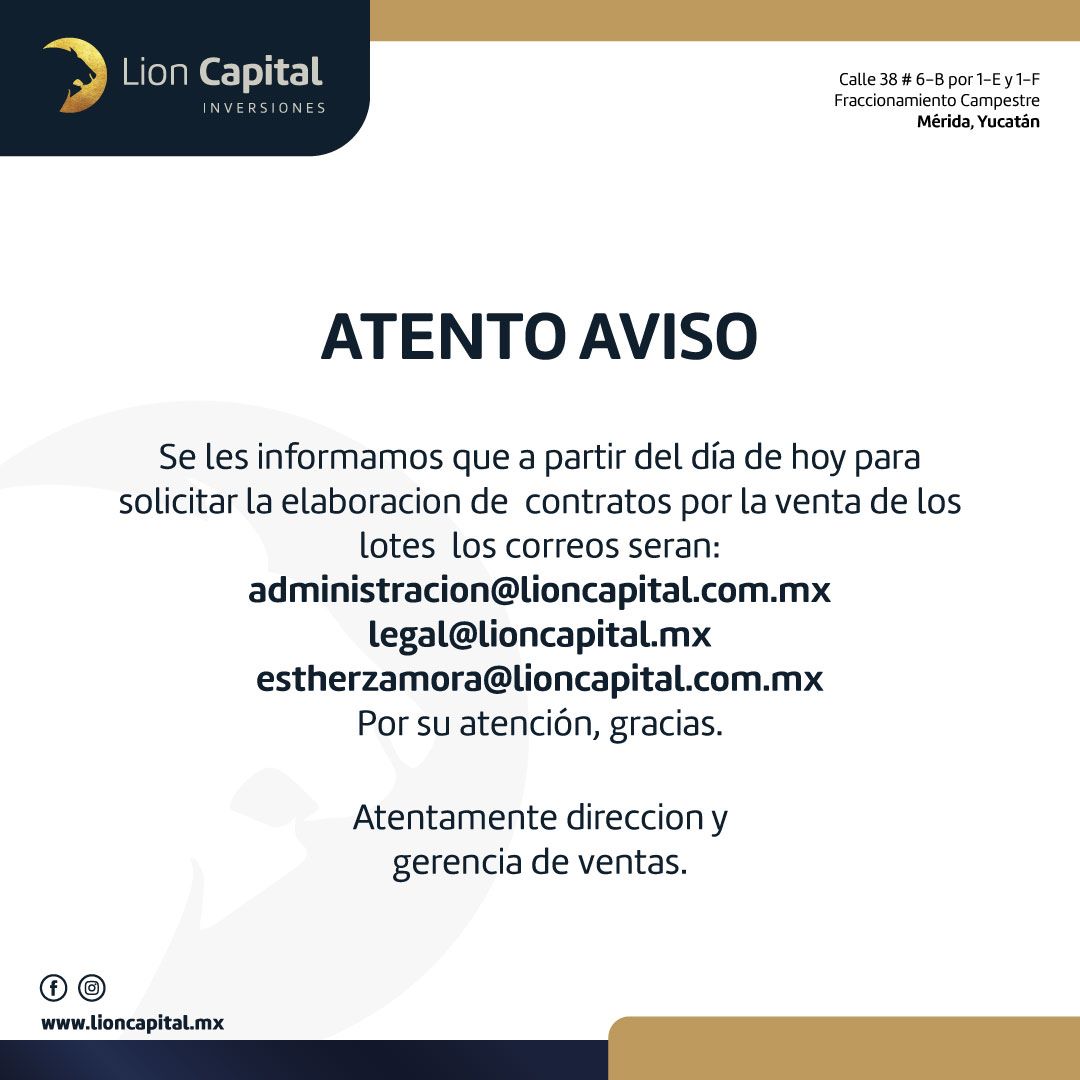 Lion Capital
INVERSIONES
Calle 38 # 6-B por 1-E y 1-F
Fraccionamiento Campestre
Mérida, Yucatán
ATENTO AVISO
Se les informamos que a partir del día de hoy para
solicitar la elaboracion de  contratos por la venta de los
lotes  los correos seran:
administracion@lioncapital.com.mx
legal@lioncapital.mx
estherzamora@lioncapital.com.mx
Por su atención, gracias.
Atentamente direccion y
gerencia de ventas.
www.lioncapital.mx